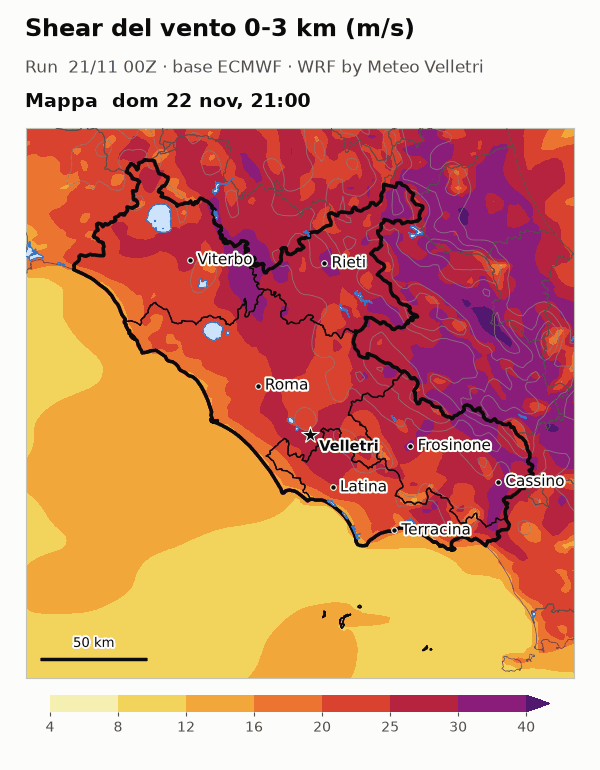 Shear del vento 0-3 km (m/s)
Run  21/11 00Z · base ECMWF · WRF by Meteo Velletri
Mappa  dom 22 nov, 21:00
Viterbo
Rieti
Roma
Velletri
Frosinone
Cassino
Latina
Terracina
50 km
4 8 12 16 20 25 30 40